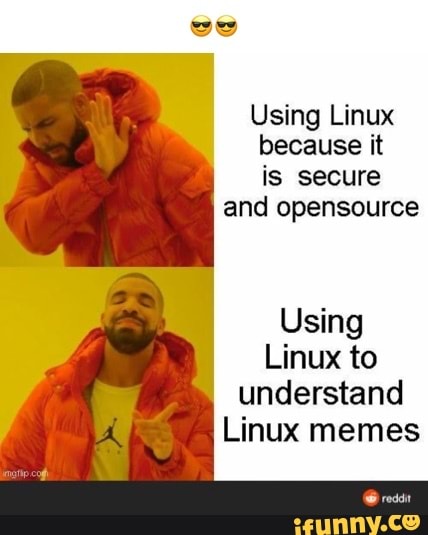 Using Linux
because it
is secure
and opensource
Using
Linux to
understand
Linux memes
imgflip.com
reddit
ifunny.co